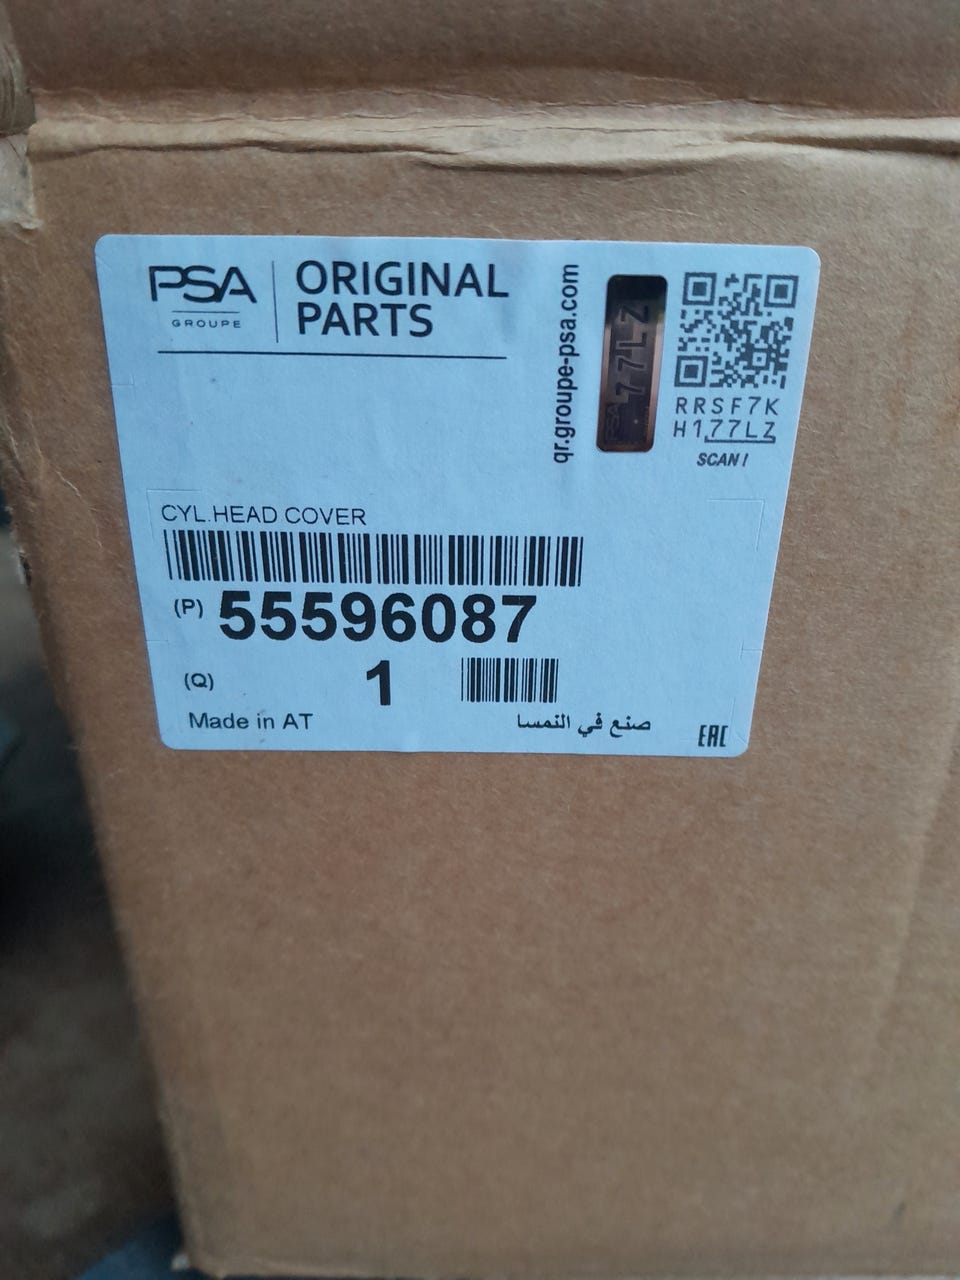 PSA
GROUPE
ORIGINAL
PARTS
qr.groupe-psa.com
77LZ
RRSF7K
H177LZ
SCAN!
CYL.HEAD COVER
(P) 55596087
(Q) 1
Made in AT
صنع في النمسا
EAC